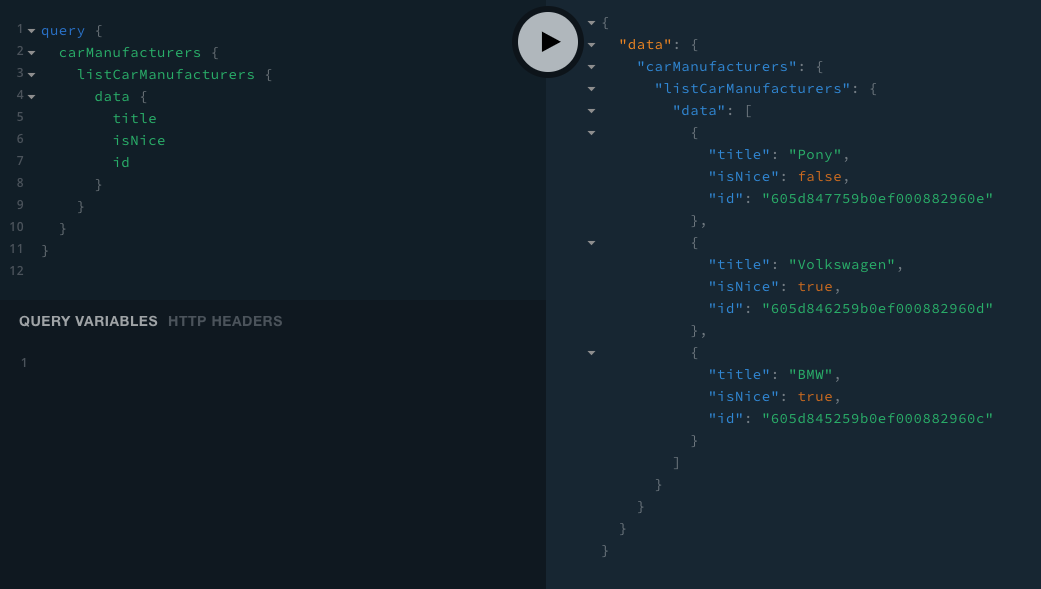 1 query {
2 carManufacturers {
3 listCarManufacturers {
4 data {
5 title
6 isNice
7 id
8 }
9 }
10 }
11 }
12
QUERY VARIABLES HTTP HEADERS
1
{
"data": {
"carManufacturers": {
"listCarManufacturers": {
"data": [
{
"title": "Pony",
"isNice": false,
"id": "605d847759b0ef000882960e"
},
{
"title": "Volkswagen",
"isNice": true,
"id": "605d846259b0ef000882960d"
},
{
"title": "BMW",
"isNice": true,
"id": "605d845259b0ef000882960c"
}
]
}
}
}
}